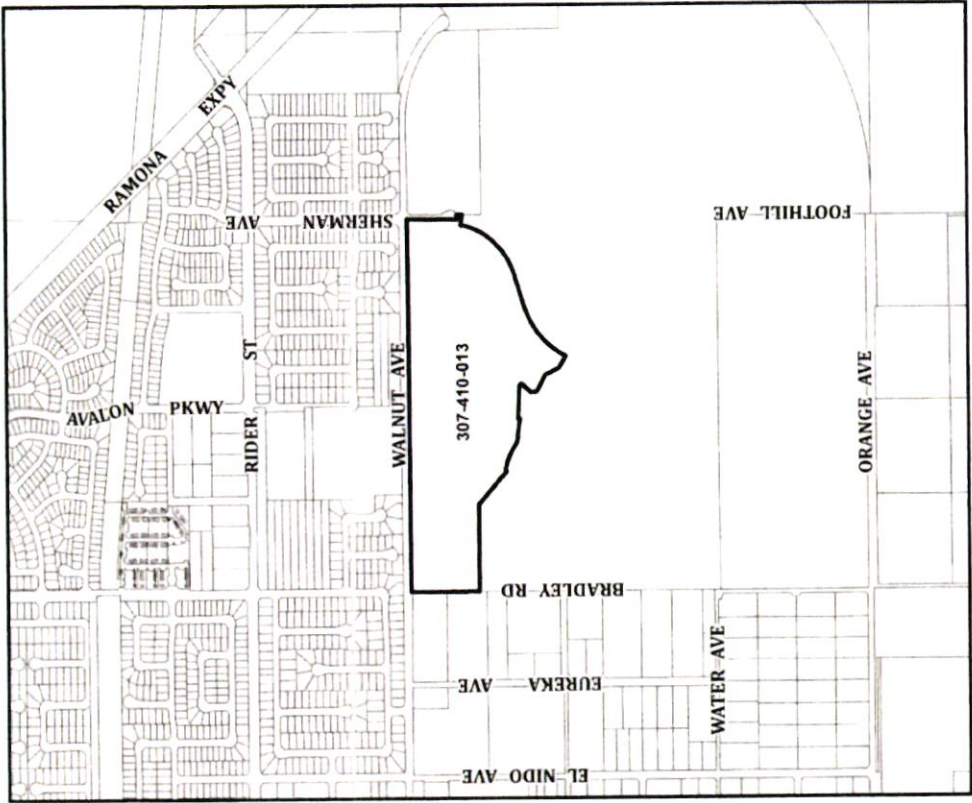 RAMONA EXPY
SHERMAN AVE
FOOTHILL AVE
RIDER ST
WALNUT AVE
307-410-013
ORANGE AVE
AVALON PKWY
BRADLEY RD
WATER AVE
EUREKA AVE
EL NIDO AVE